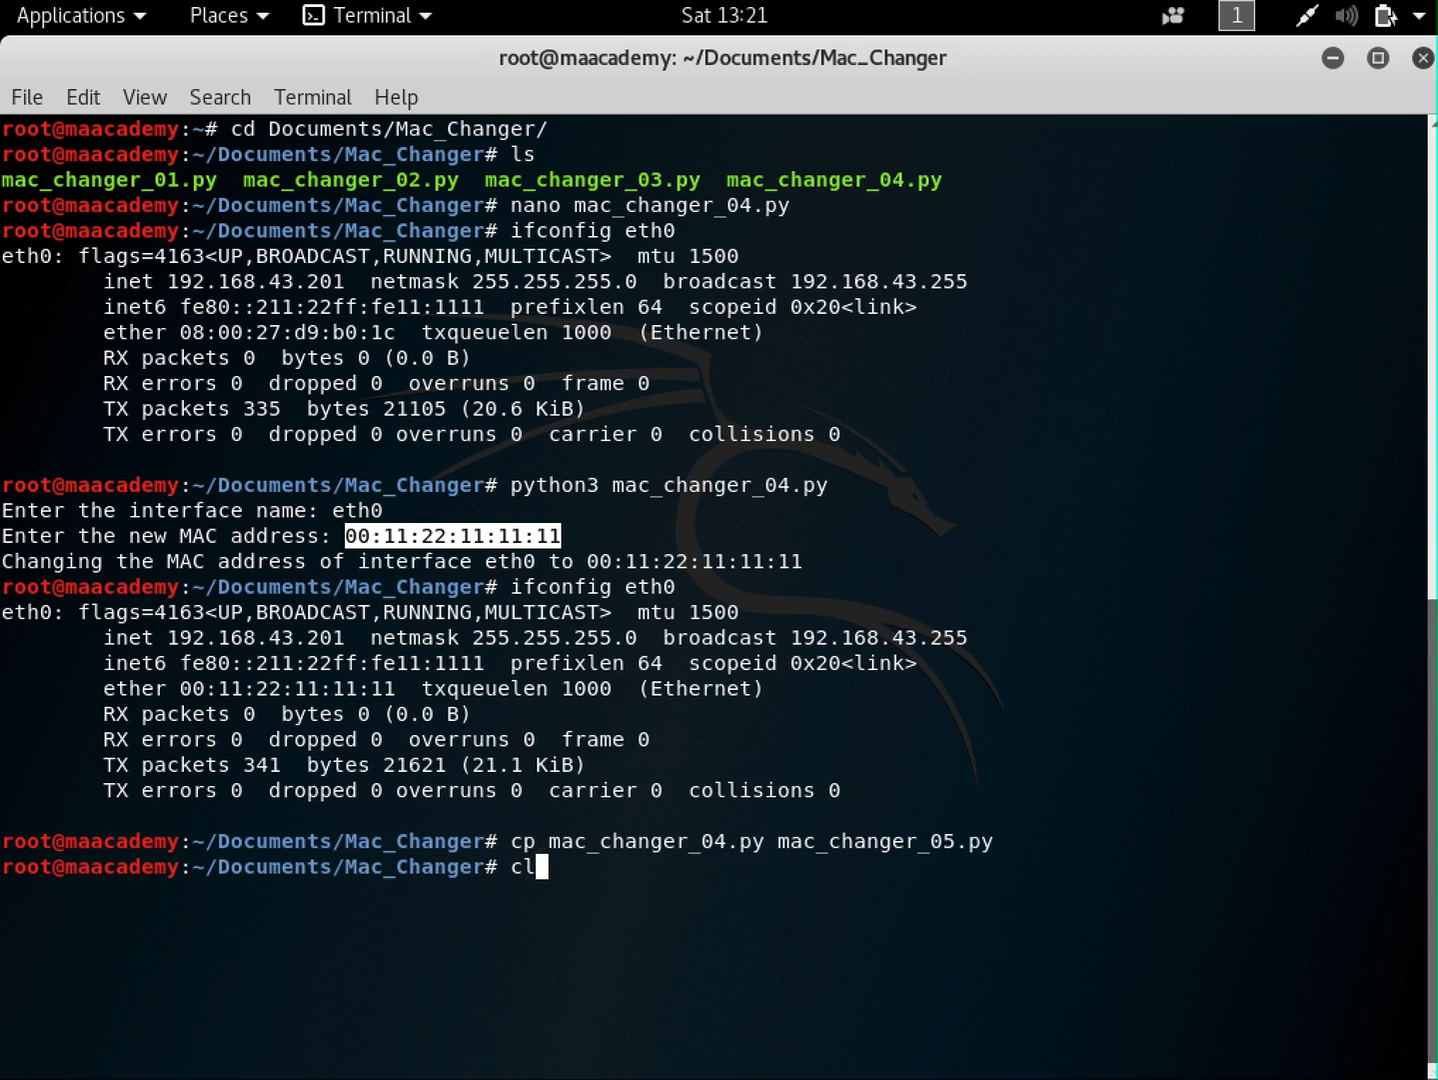 Applications Places Terminal Sat 13:21 1
root@maacademy: ~/Documents/Mac_Changer
File Edit View Search Terminal Help
root@maacademy:~# cd Documents/Mac_Changer/
root@maacademy:~/Documents/Mac_Changer# ls
mac_changer_01.py  mac_changer_02.py  mac_changer_03.py  mac_changer_04.py
root@maacademy:~/Documents/Mac_Changer# nano mac_changer_04.py
root@maacademy:~/Documents/Mac_Changer# ifconfig eth0
eth0: flags=4163<UP,BROADCAST,RUNNING,MULTICAST>  mtu 1500
        inet 192.168.43.201  netmask 255.255.255.0  broadcast 192.168.43.255
        inet6 fe80::211:22ff:fe11:1111  prefixlen 64  scopeid 0x20<link>
        ether 08:00:27:d9:b0:1c  txqueuelen 1000  (Ethernet)
        RX packets 0  bytes 0 (0.0 B)
        RX errors 0  dropped 0  overruns 0  frame 0
        TX packets 335  bytes 21105 (20.6 KiB)
        TX errors 0  dropped 0 overruns 0  carrier 0  collisions 0
root@maacademy:~/Documents/Mac_Changer# python3 mac_changer_04.py
Enter the interface name: eth0
Enter the new MAC address: 00:11:22:11:11:11
Changing the MAC address of interface eth0 to 00:11:22:11:11:11
root@maacademy:~/Documents/Mac_Changer# ifconfig eth0
eth0: flags=4163<UP,BROADCAST,RUNNING,MULTICAST>  mtu 1500
        inet 192.168.43.201  netmask 255.255.255.0  broadcast 192.168.43.255
        inet6 fe80::211:22ff:fe11:1111  prefixlen 64  scopeid 0x20<link>
        ether 00:11:22:11:11:11  txqueuelen 1000  (Ethernet)
        RX packets 0  bytes 0 (0.0 B)
        RX errors 0  dropped 0  overruns 0  frame 0
        TX packets 341  bytes 21621 (21.1 KiB)
        TX errors 0  dropped 0 overruns 0  carrier 0  collisions 0
root@maacademy:~/Documents/Mac_Changer# cp mac_changer_04.py mac_changer_05.py
root@maacademy:~/Documents/Mac_Changer# cl